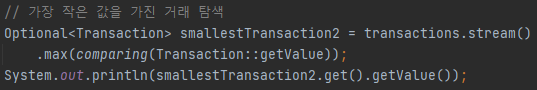 // 가장 작은 값을 가진 거래 탐색
Optional<Transaction> smallestTransaction2 = transactions.stream()
.max(comparing(Transaction::getValue));
System.out.println(smallestTransaction2.get().getValue());